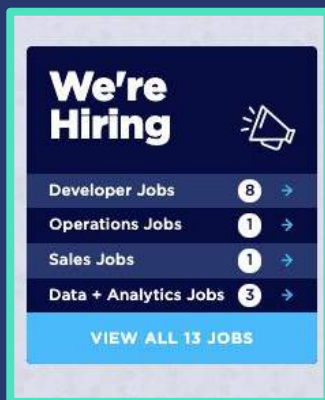 We're
Hiring
Developer Jobs 8
Operations Jobs 1
Sales Jobs 1
Data + Analytics Jobs 3
VIEW ALL 13 JOBS